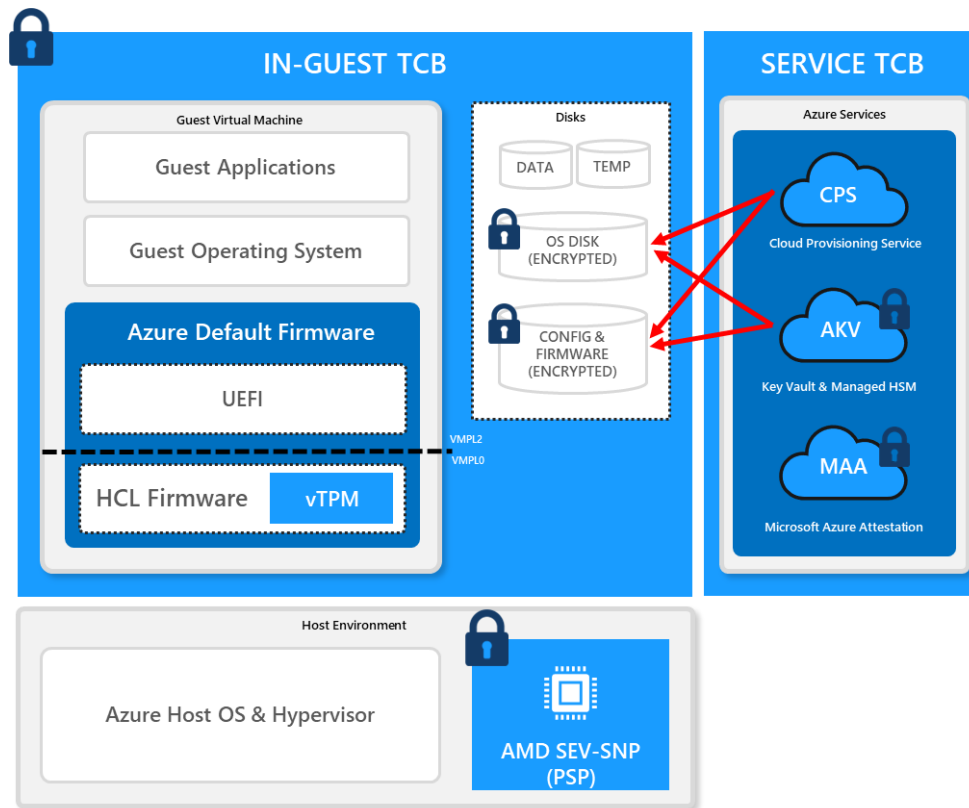 IN-GUEST TCB
Guest Virtual Machine
Guest Applications
Guest Operating System
Azure Default Firmware
UEFI
VMPL2
VMPL0
HCL Firmware
vTPM
Disks
DATA
TEMP
OS DISK
(ENCRYPTED)
CONFIG &
FIRMWARE
(ENCRYPTED)
SERVICE TCB
Azure Services
CPS
Cloud Provisioning Service
AKV
Key Vault & Managed HSM
MAA
Microsoft Azure Attestation
Host Environment
Azure Host OS & Hypervisor
AMD SEV-SNP
(PSP)